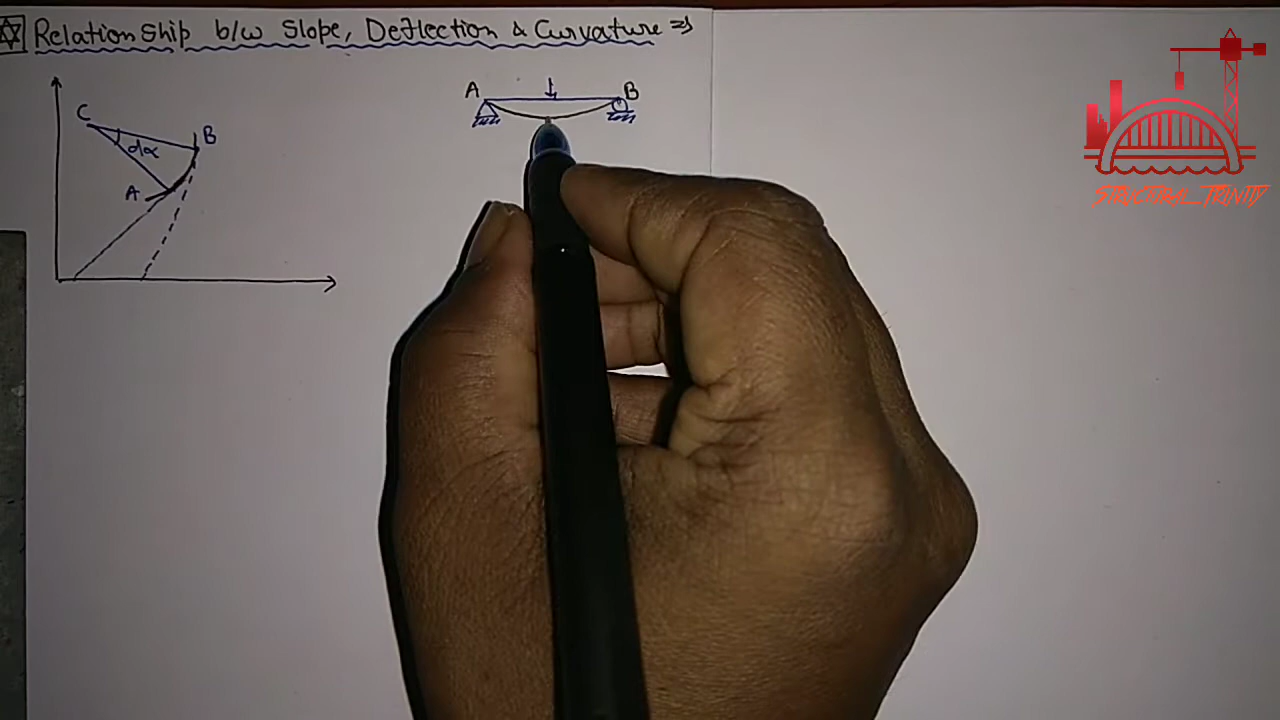 RelationShip b/w Slope, Deflection & Curvature ⇒
A B
C
dα
B
A
STRUCTURAL_TRINITY